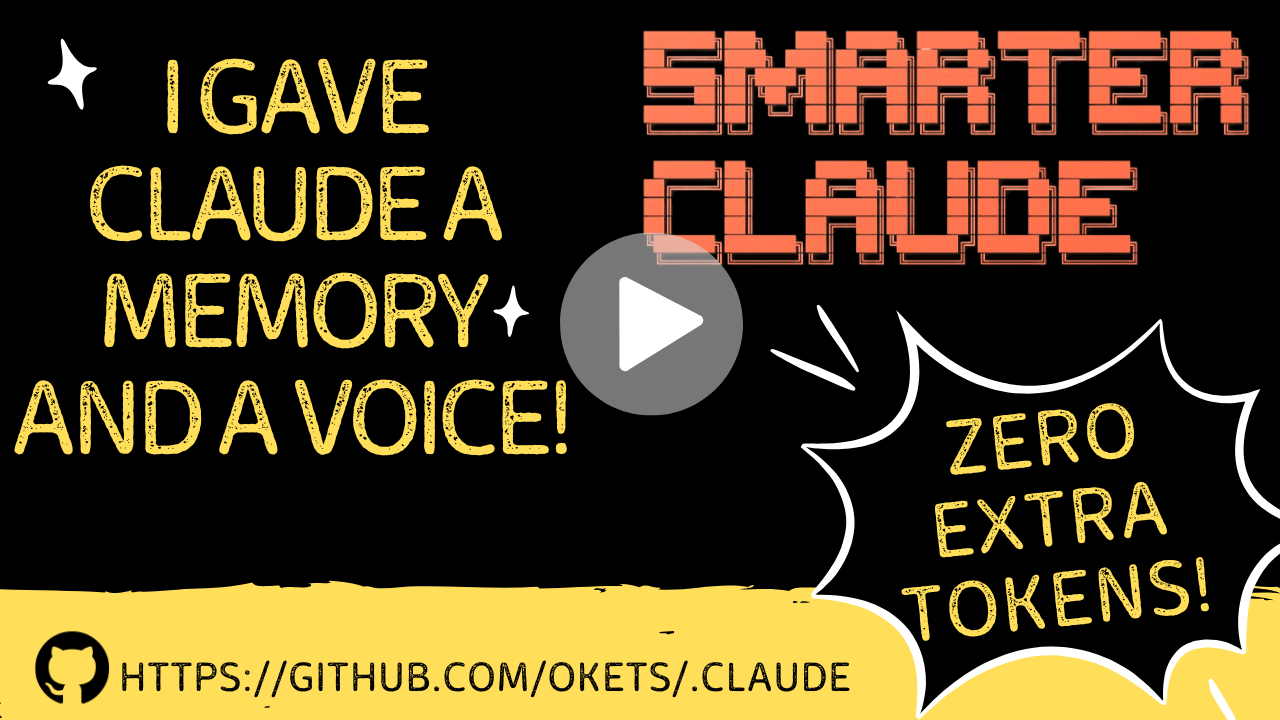 I GAVE
CLAUDE A
MEMORY
AND A VOICE!
SMARTER
CLAUDE
ZERO
EXTRA
TOKENS!
HTTPS://GITHUB.COM/OKETS/.CLAUDE